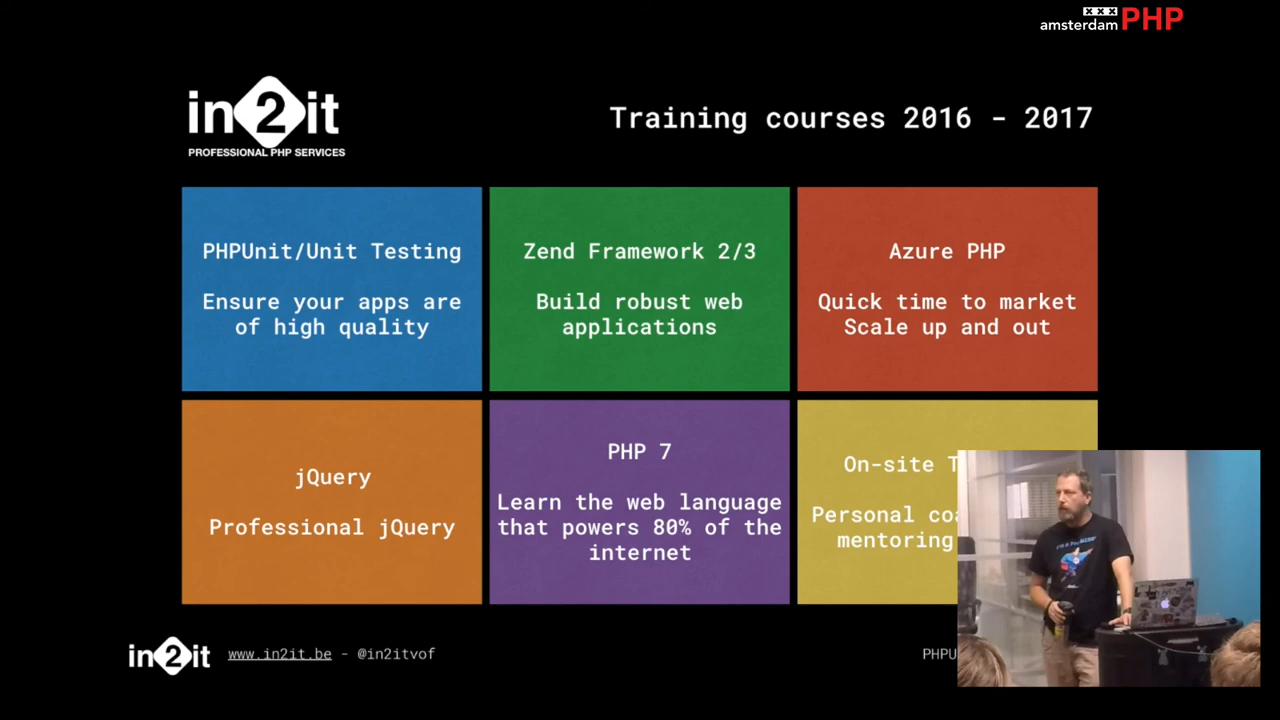 amsterdam PHP
in2it
PROFESSIONAL PHP SERVICES
Training courses 2016 - 2017
PHPUnit/Unit Testing
Ensure your apps are
of high quality
Zend Framework 2/3
Build robust web
applications
Azure PHP
Quick time to market
Scale up and out
jQuery
Professional jQuery
PHP 7
Learn the web language
that powers 80% of the
internet
On-site
Personal
mentoring
in2it
www.in2it.be - @in2itvof